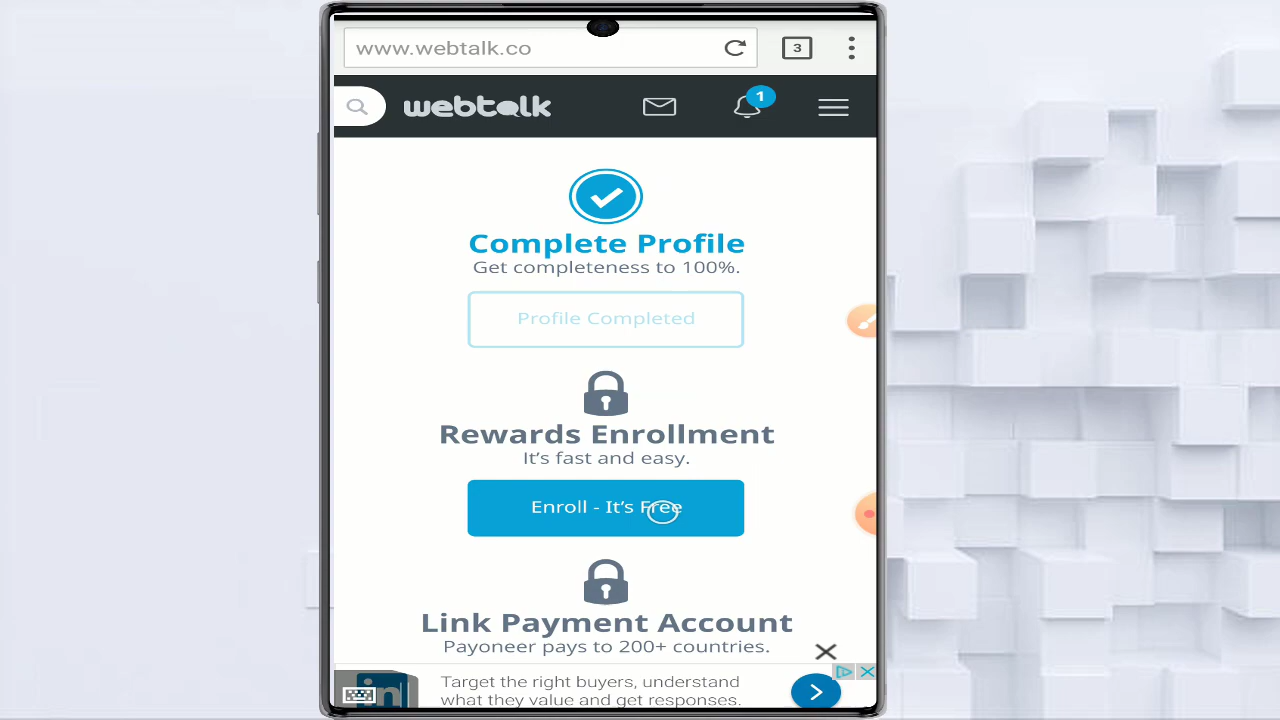 www.webtalk.co
3
webtalk
1
Complete Profile
Get completeness to 100%.
Profile Completed
Rewards Enrollment
It's fast and easy.
Enroll - It's Free
Link Payment Account
Payoneer pays to 200+ countries.
in
Target the right buyers, understand
what they value and get responses.